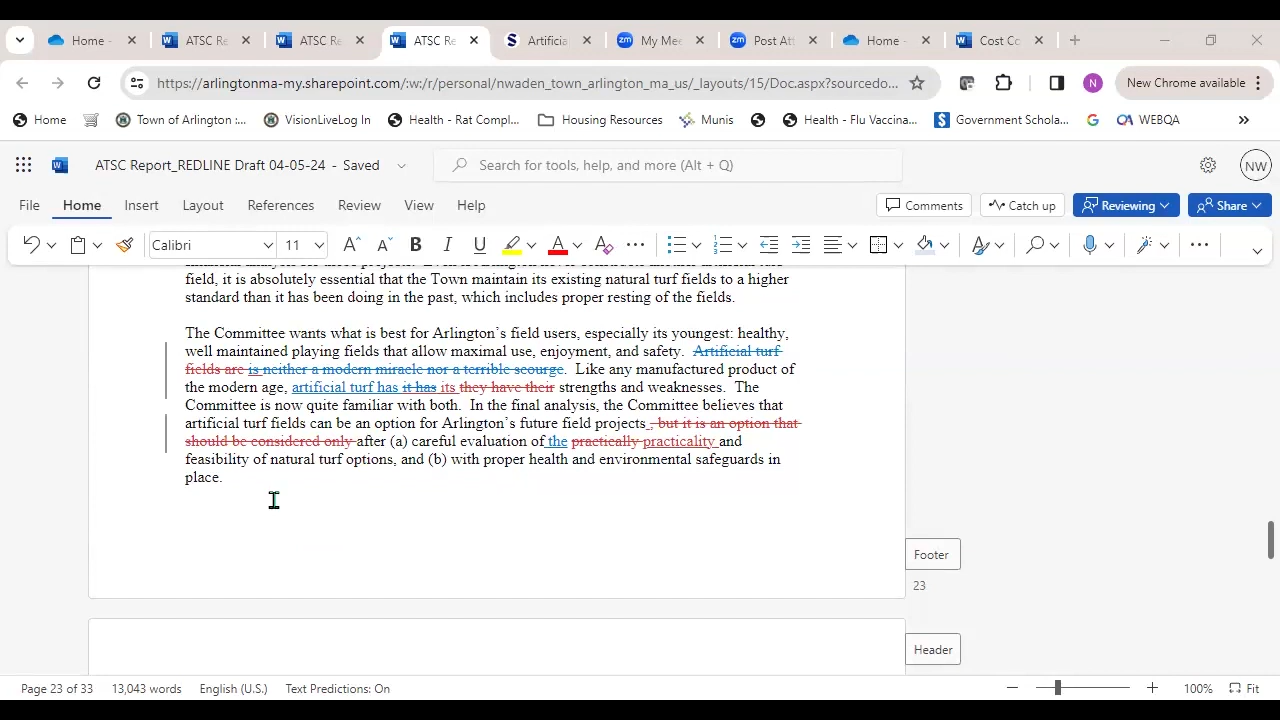 Home -
ATSC Re
ATSC Re
ATSC Re
Artificia
My Mee
Post Att
Home -
Cost Co
https://arlingtonma-my.sharepoint.com/:w:/r/personal/nwaden_town_arlington_ma_us/_layouts/15/Doc.aspx?sourcedo...
N
New Chrome available
Home
Town of Arlington :...
VisionLiveLog In
Health - Rat Compl...
Housing Resources
Munis
Health - Flu Vaccina...
Government Schola...
WEBQA
ATSC Report_REDLINE Draft 04-05-24 - Saved
Search for tools, help, and more (Alt + Q)
NW
File Home Insert Layout References Review View Help
Comments
Catch up
Reviewing
Share
Calibri
11
field, it is absolutely essential that the Town maintain its existing natural turf fields to a higher
standard than it has been doing in the past, which includes proper resting of the fields.
The Committee wants what is best for Arlington's field users, especially its youngest: healthy,
well maintained playing fields that allow maximal use, enjoyment, and safety. Artificial turf
fields are is neither a modern miracle nor a terrible scourge. Like any manufactured product of
the modern age, artificial turf has it has its they have their strengths and weaknesses. The
Committee is now quite familiar with both. In the final analysis, the Committee believes that
artificial turf fields can be an option for Arlington's future field projects , but it is an option that
should be considered only after (a) careful evaluation of the practically practicality and
feasibility of natural turf options, and (b) with proper health and environmental safeguards in
place.
Footer
23
Header
Page 23 of 33
13,043 words
English (U.S.)
Text Predictions: On
100%
Fit